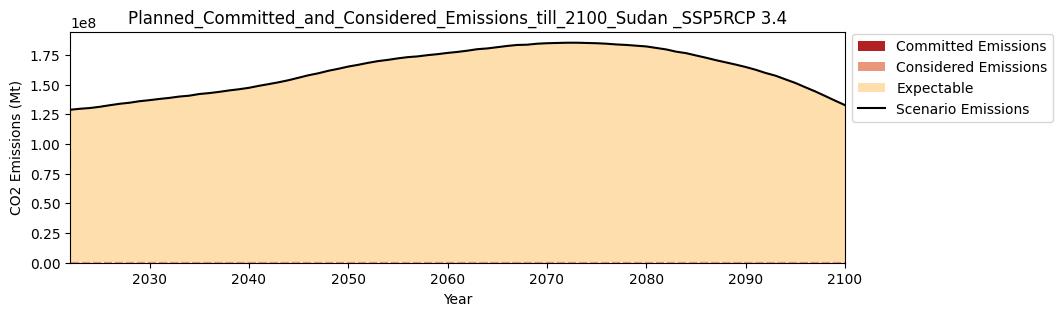 Planned_Committed_and_Considered_Emissions_till_2100_Sudan _SSP5RCP 3.4
1e8
1.75
1.50
1.25
1.00
0.75
0.50
0.25
0.00
CO2 Emissions (Mt)
2030 2040 2050 2060 2070 2080 2090 2100
Year
Committed Emissions
Considered Emissions
Expectable
Scenario Emissions